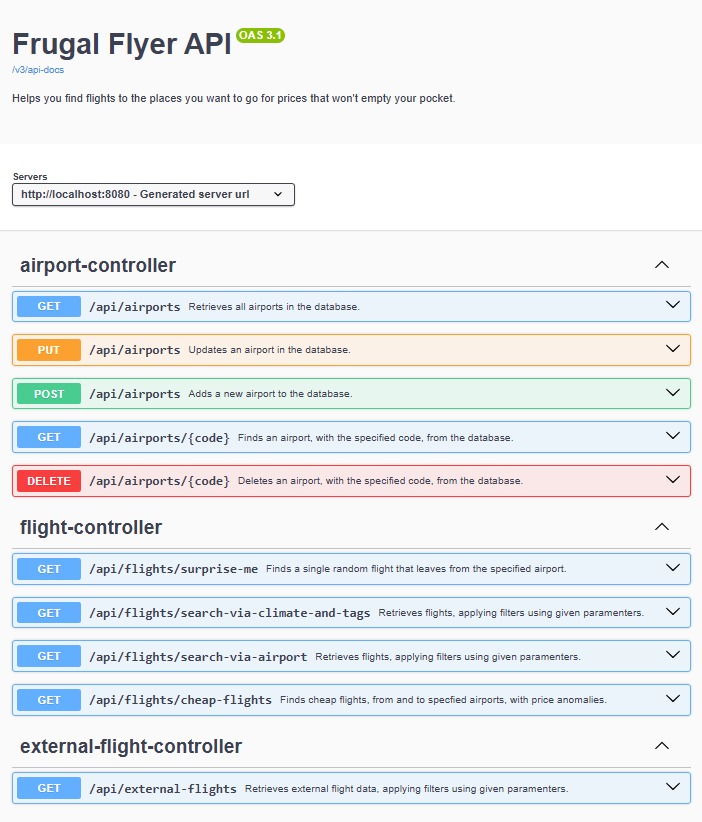 Frugal Flyer API OAS 3.1
/v3/api-docs
Helps you find flights to the places you want to go for prices that won't empty your pocket.
Servers
http://localhost:8080 - Generated server url
airport-controller
GET /api/airports Retrieves all airports in the database.
PUT /api/airports Updates an airport in the database.
POST /api/airports Adds a new airport to the database.
GET /api/airports/{code} Finds an airport, with the specified code, from the database.
DELETE /api/airports/{code} Deletes an airport, with the specified code, from the database.
flight-controller
GET /api/flights/surprise-me Finds a single random flight that leaves from the specified airport.
GET /api/flights/search-via-climate-and-tags Retrieves flights, applying filters using given paramenters.
GET /api/flights/search-via-airport Retrieves flights, applying filters using given paramenters.
GET /api/flights/cheap-flights Finds cheap flights, from and to specfied airports, with price anomalies.
external-flight-controller
GET /api/external-flights Retrieves external flight data, applying filters using given paramenters.